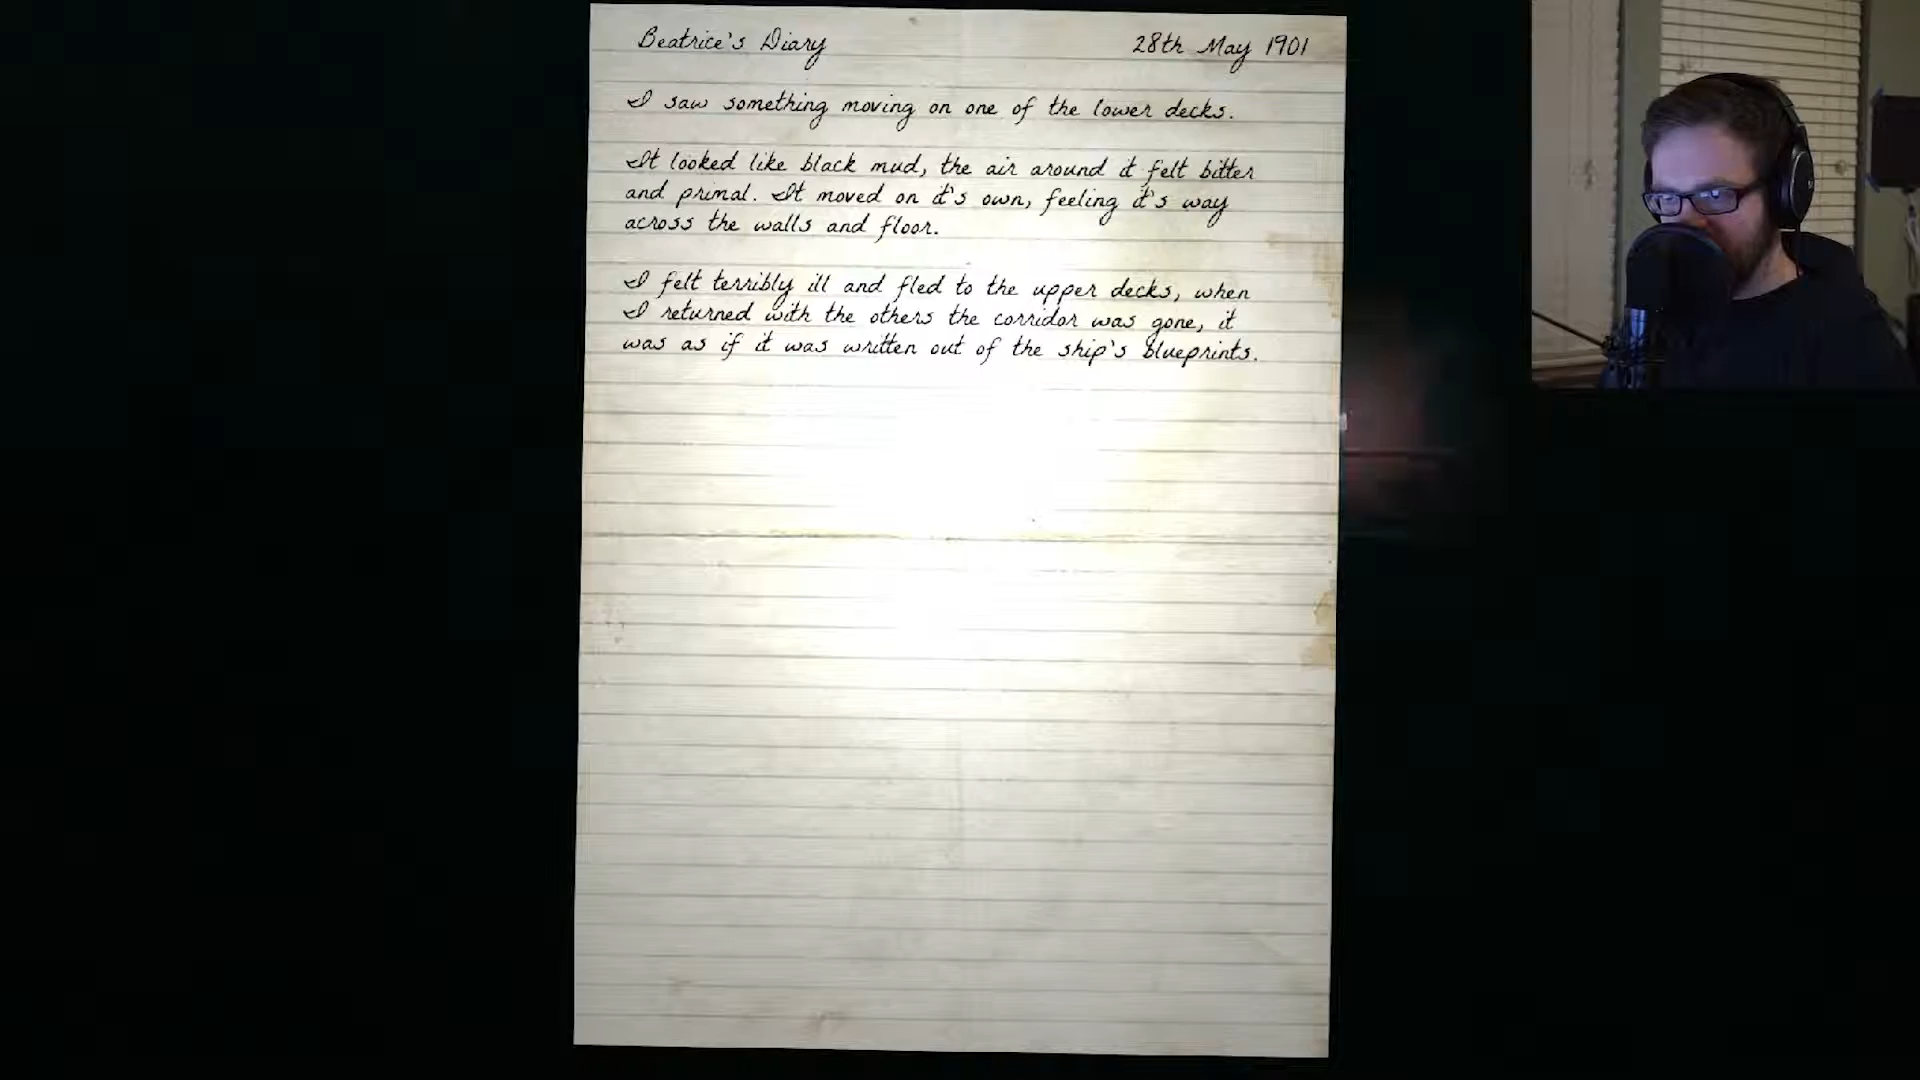 Beatrice's Diary
28th May 1901
I saw something moving on one of the lower decks.
It looked like black mud, the air around it felt bitter
and primal. It moved on it's own, feeling it's way
across the walls and floor.
I felt terribly ill and fled to the upper decks, when
I returned with the others the corridor was gone, it
was as if it was written out of the ship's blueprints.